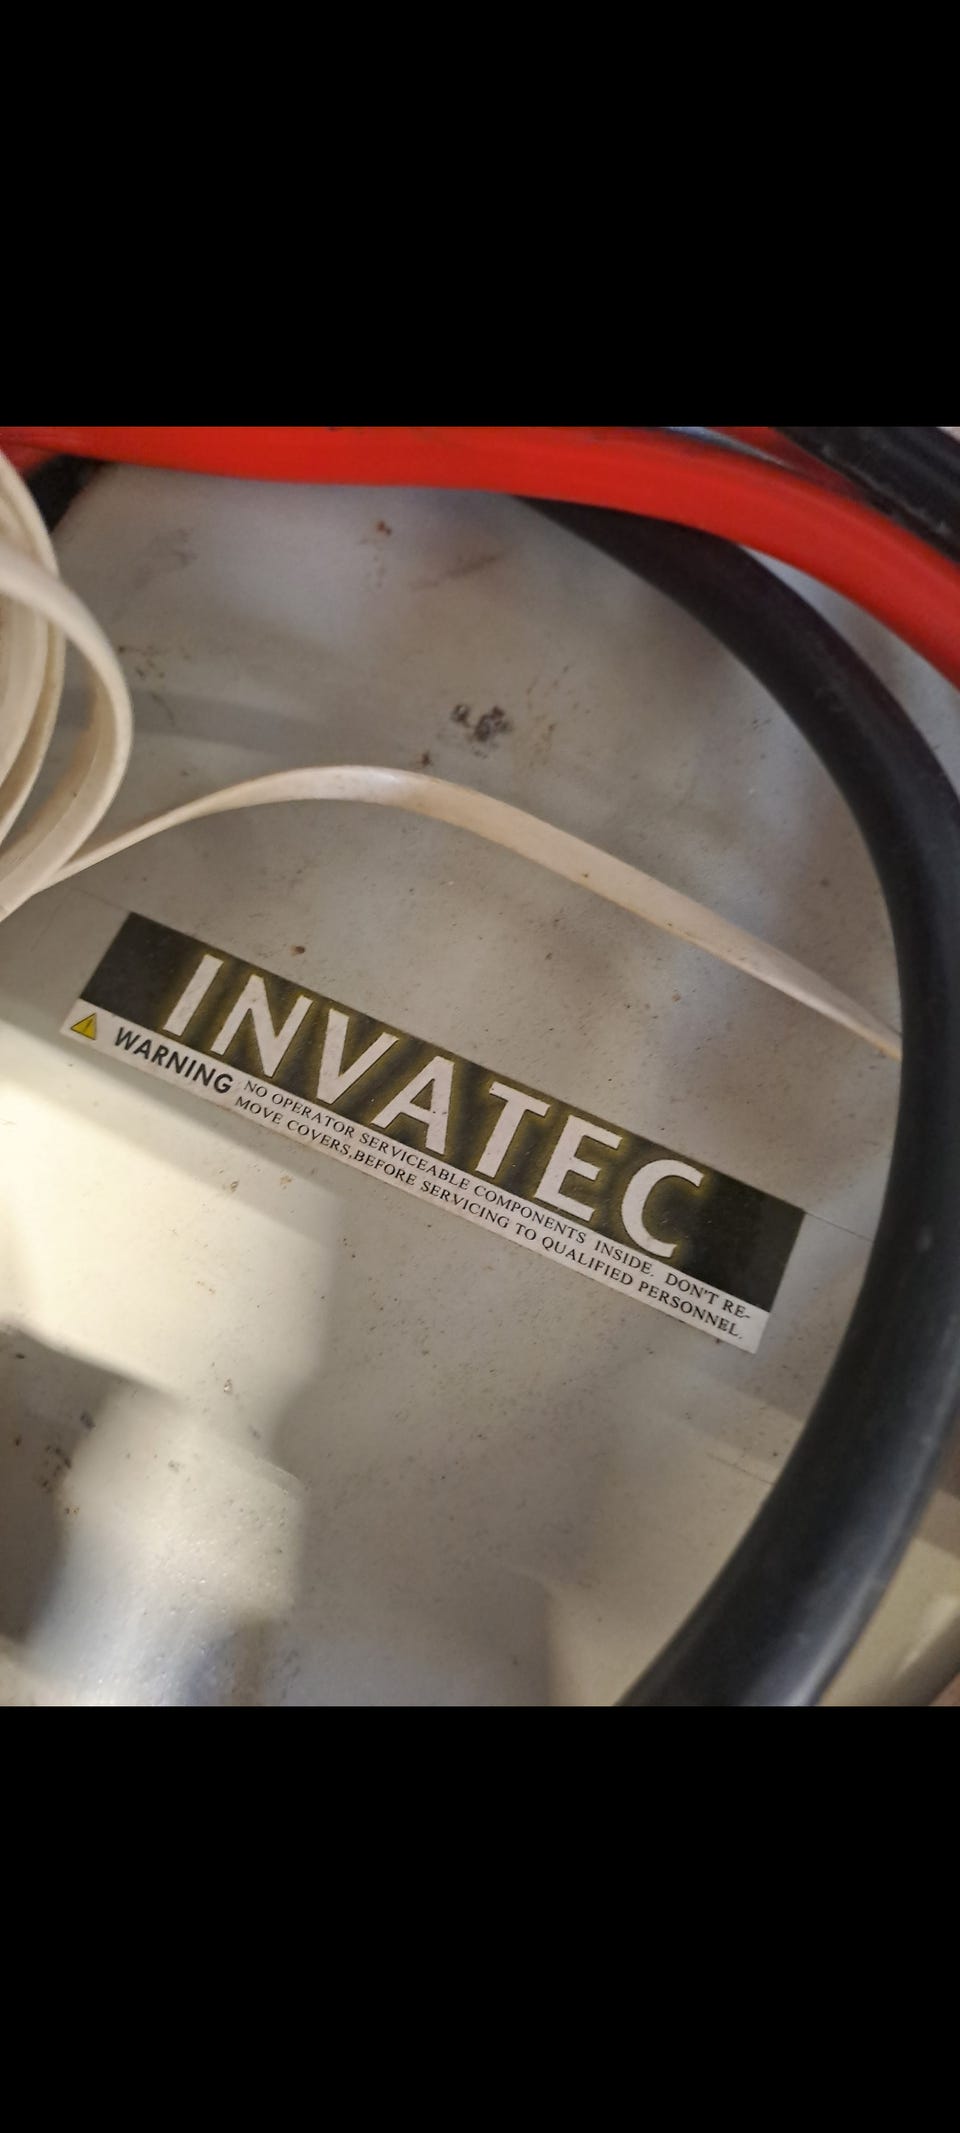 INVATEC
WARNING NO OPERATOR SERVICEABLE COMPONENTS INSIDE. DON'T RE-
MOVE COVERS,BEFORE SERVICING TO QUALIFIED PERSONNEL.